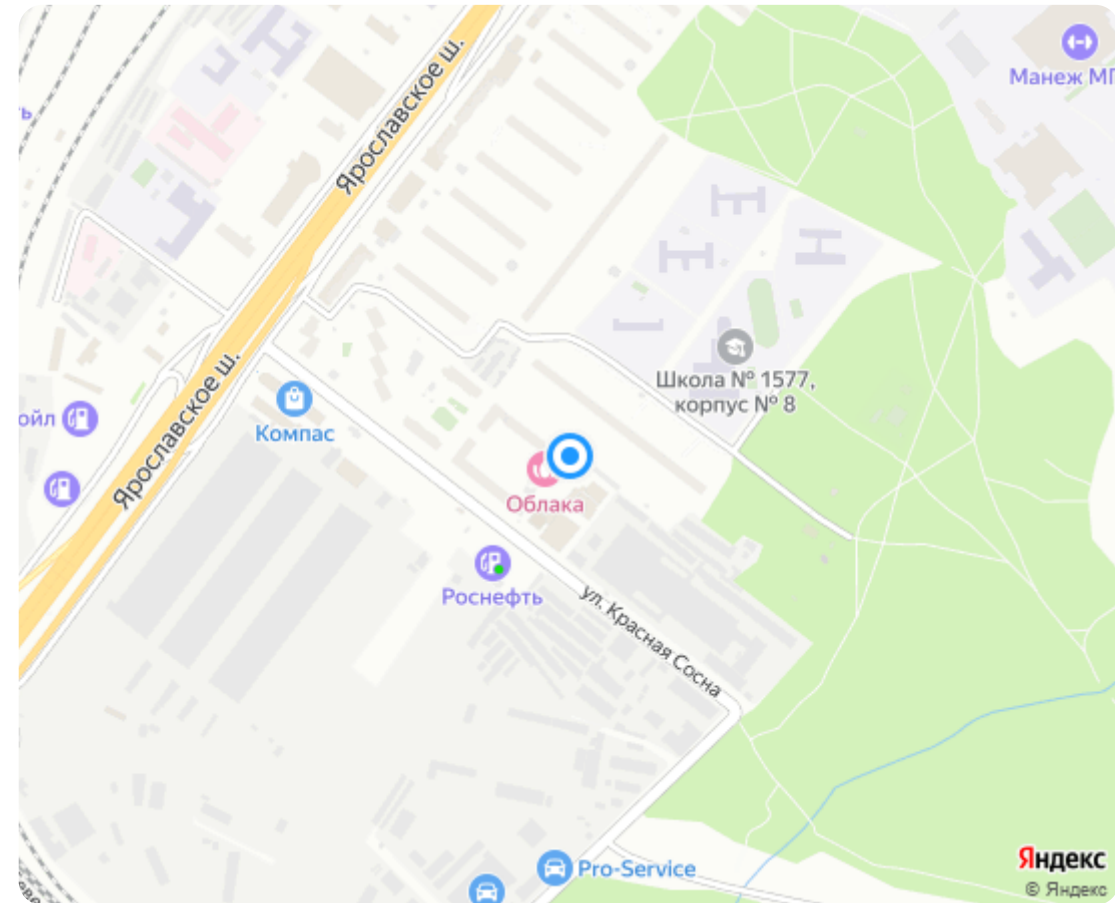 Манеж МГ
Ярославское ш.
Школа № 1577,
корпус № 8
ойл
Ярославское ш.
Компас
Облака
Роснефть
ул. Красная Сосна
Pro-Service
Яндекс
© Яндекс